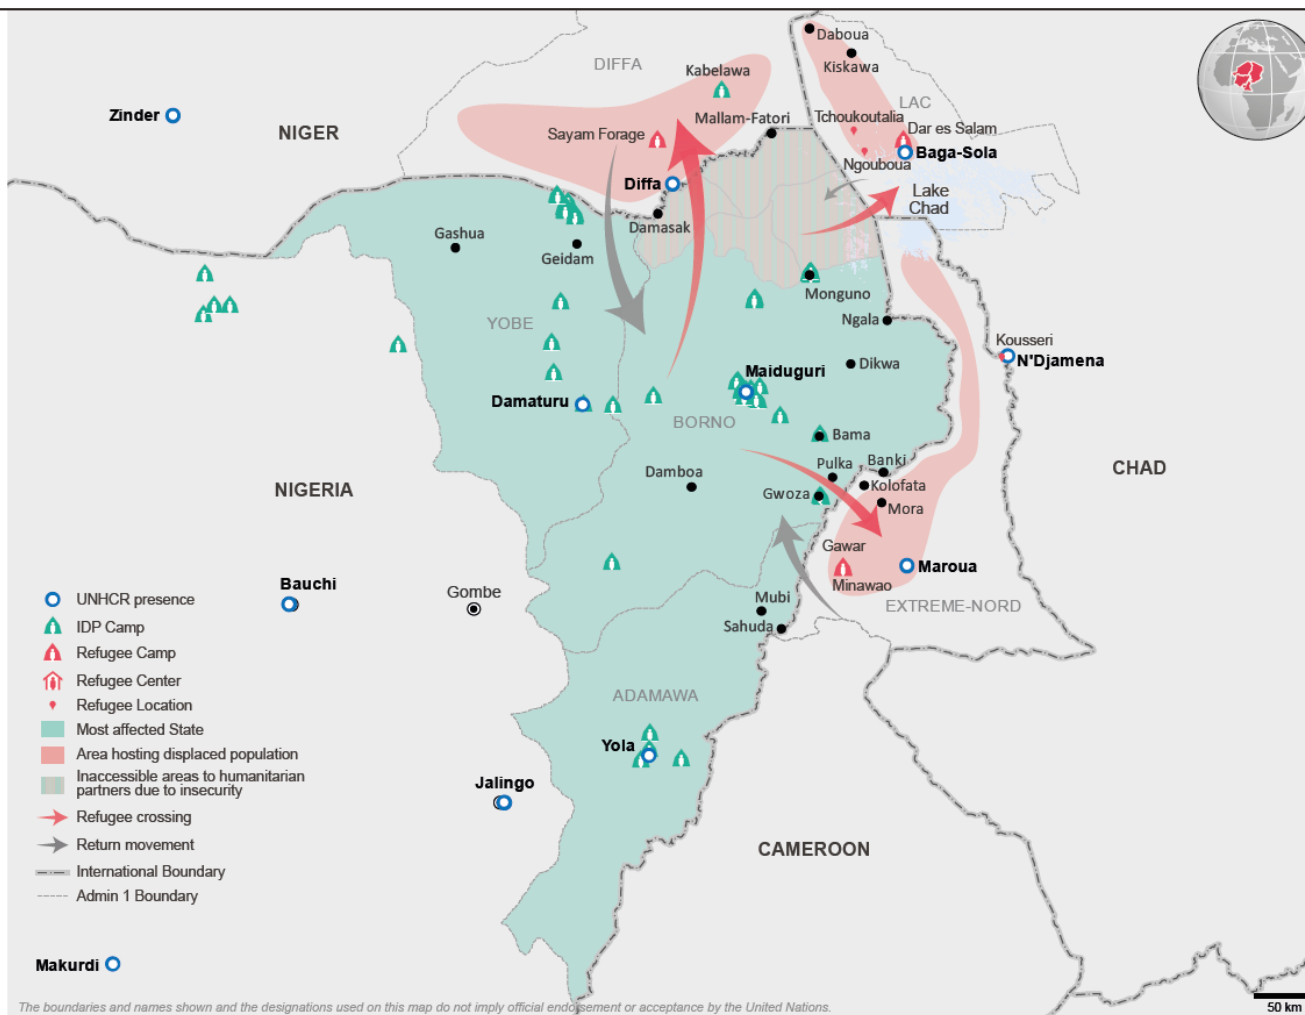 Daboua
Kiskawa
DIFFA
Kabelawa
LAC
Zinder
NIGER
Mallam-Fatori
Tchoukoutalia
Sayam Forage
Dar es Salam
Baga-Sola
Ngouboua
Diffa
Lake
Chad
Damasak
Gashua
Geidam
Monguno
YOBE
Ngala
Kousseri
N'Djamena
Dikwa
Maiduguri
Damaturu
BORNO
Bama
Damboa
Pulka
Banki
CHAD
Kolofata
NIGERIA
Gwoza
Mora
Gawar
Maroua
Minawao
Bauchi
Gombe
EXTREME-NORD
Mubi
Sahuda
ADAMAWA
Yola
Jalingo
CAMEROON
UNHCR presence
IDP Camp
Refugee Camp
Refugee Center
Refugee Location
Most affected State
Area hosting displaced population
Inaccessible areas to humanitarian
partners due to insecurity
Refugee crossing
Return movement
International Boundary
Admin 1 Boundary
Makurdi
The boundaries and names shown and the designations used on this map do not imply official endorsement or acceptance by the United Nations.
50 km